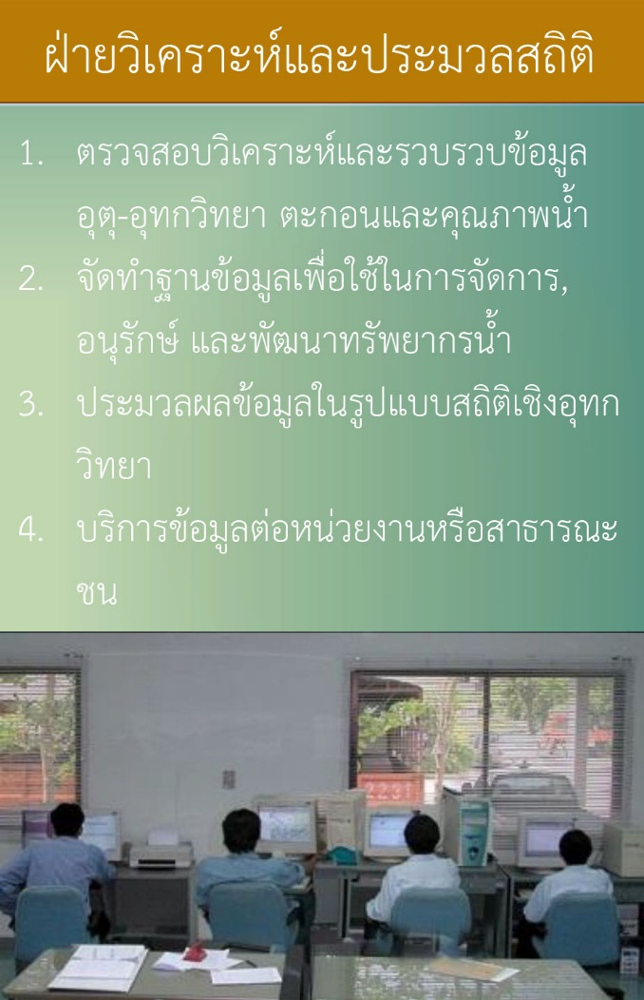 ฝ่ายวิเคราะห์และประมวลสถิติ
1. ตรวจสอบวิเคราะห์และรวบรวบข้อมูล
อุตุ-อุทกวิทยา ตะกอนและคุณภาพน้ำ
2. จัดทำฐานข้อมูลเพื่อใช้ในการจัดการ,
อนุรักษ์ และพัฒนาทรัพยากรน้ำ
3. ประมวลผลข้อมูลในรูปแบบสถิติเชิงอุทก
วิทยา
4. บริการข้อมูลต่อหน่วยงานหรือสาธารณะ
ชน
2231